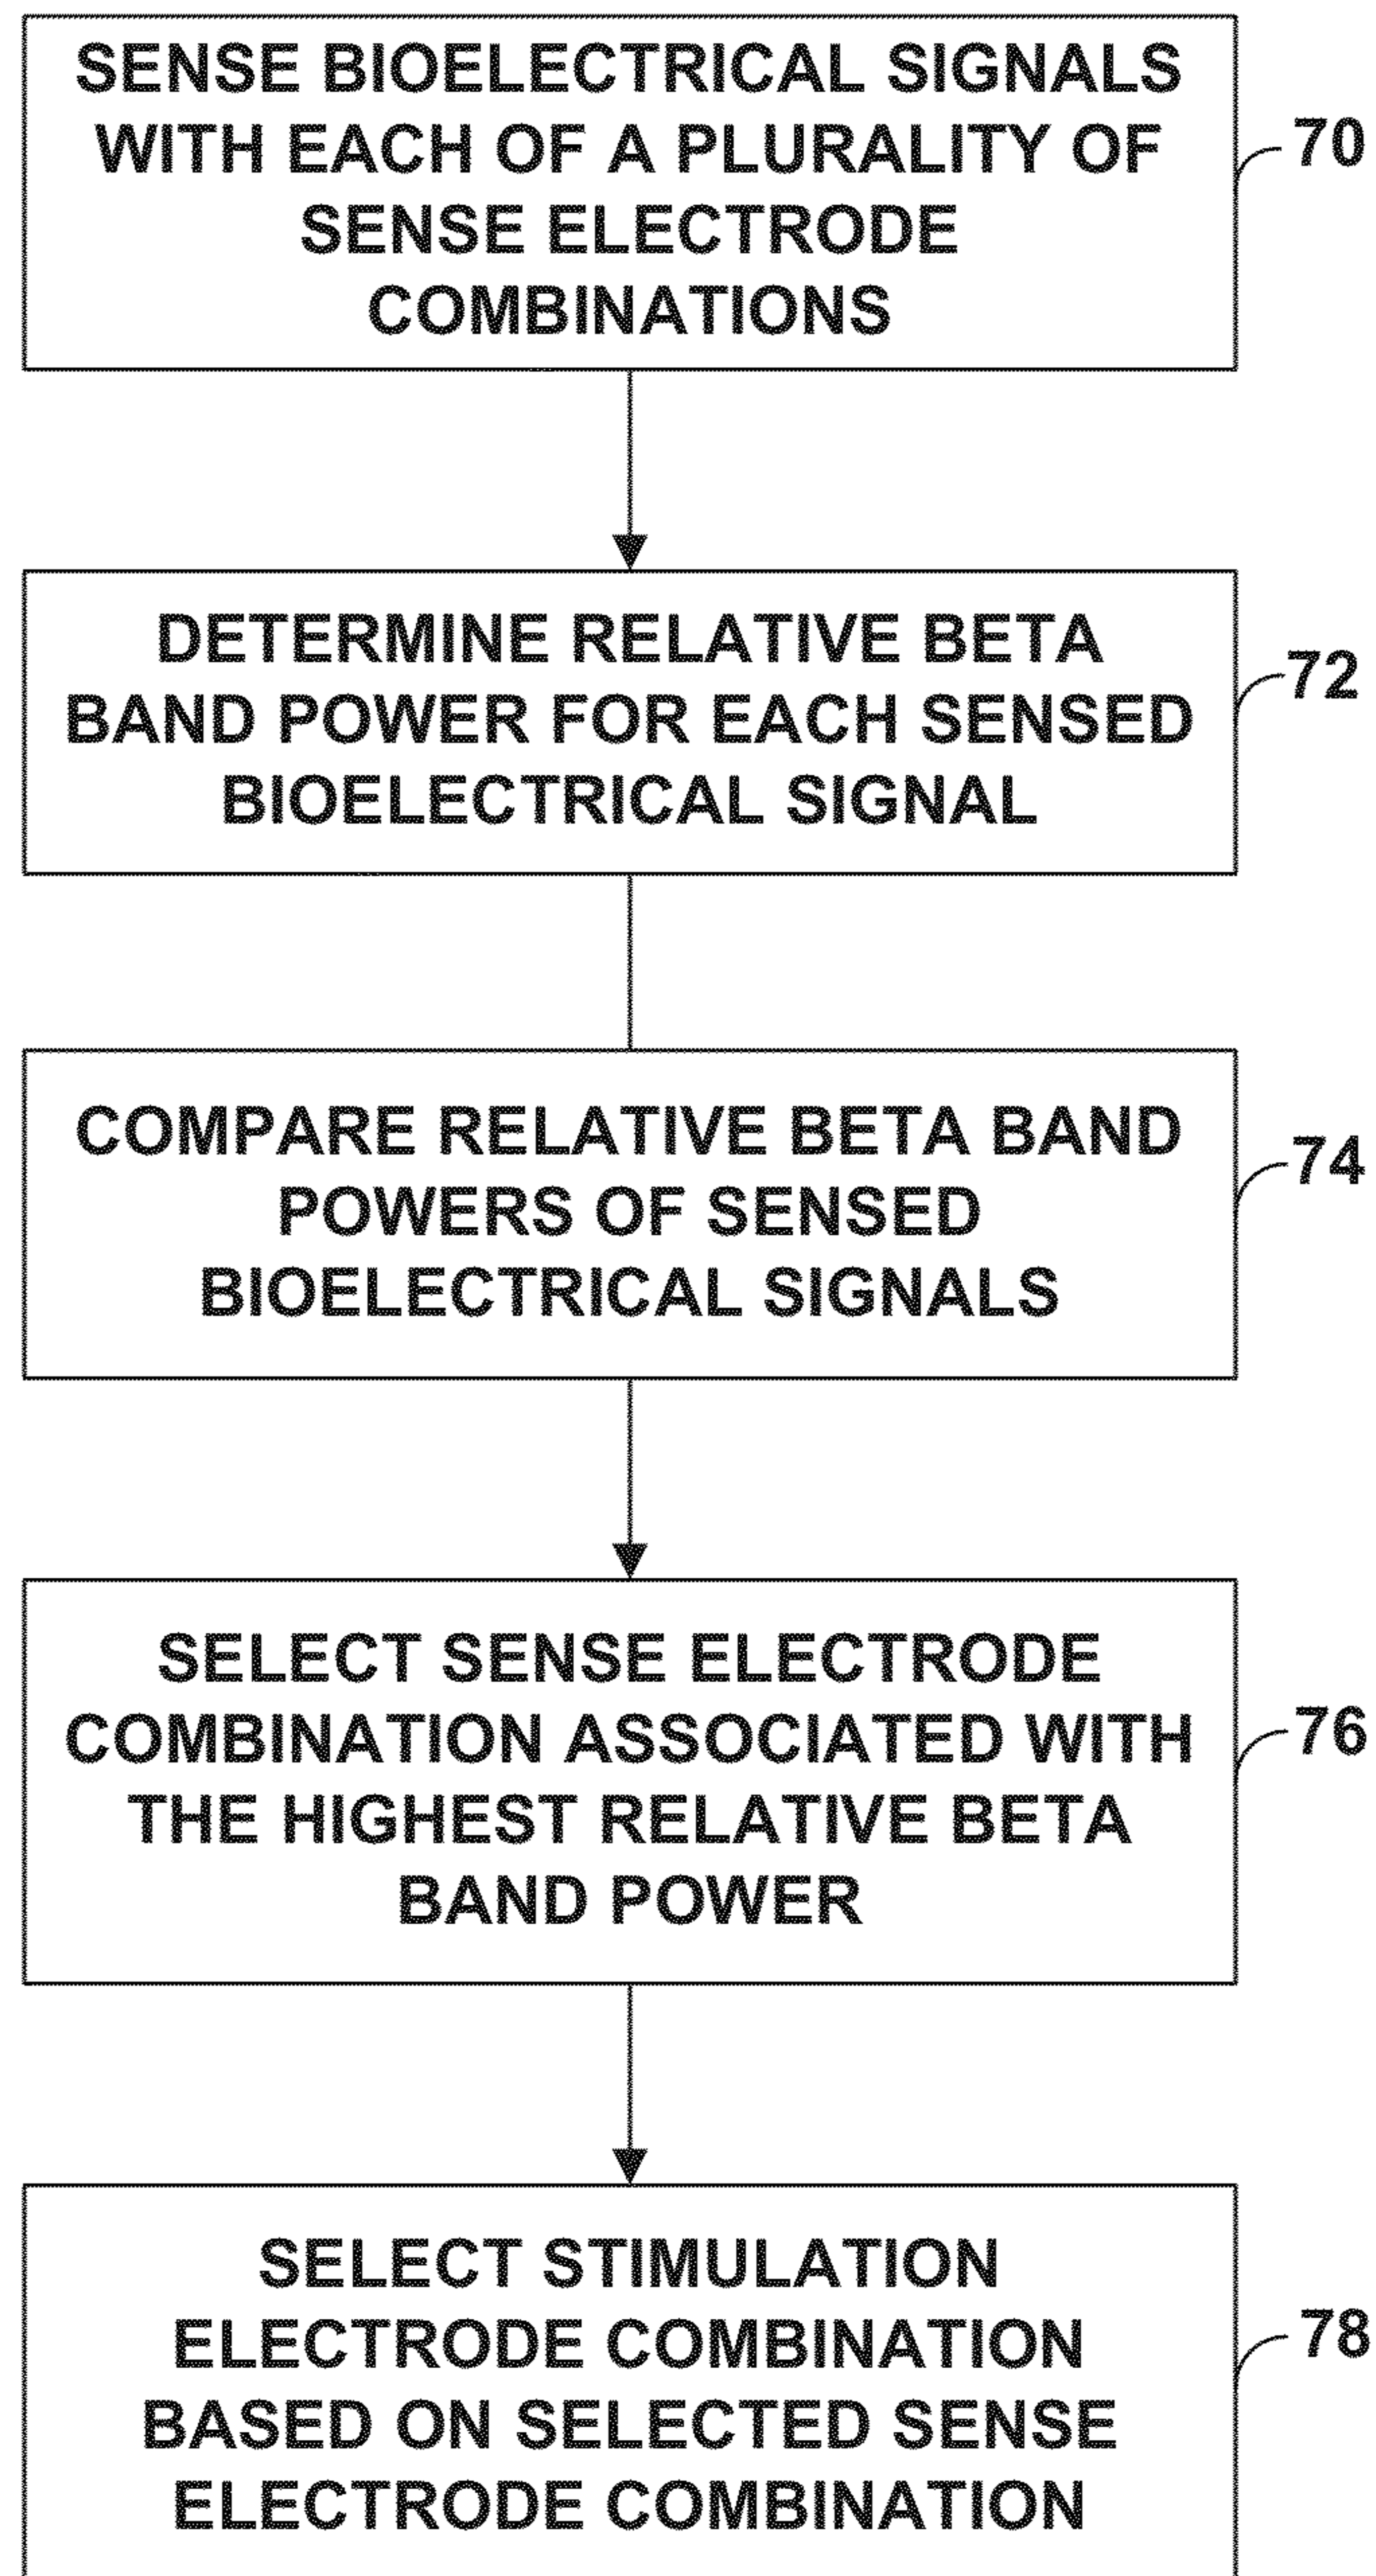 SENSE BIOELECTRICAL SIGNALS
WITH EACH OF A PLURALITY OF
SENSE ELECTRODE
COMBINATIONS
70
DETERMINE RELATIVE BETA
BAND POWER FOR EACH SENSED
BIOELECTRICAL SIGNAL
72
COMPARE RELATIVE BETA BAND
POWERS OF SENSED
BIOELECTRICAL SIGNALS
74
SELECT SENSE ELECTRODE
COMBINATION ASSOCIATED WITH
THE HIGHEST RELATIVE BETA
BAND POWER
76
SELECT STIMULATION
ELECTRODE COMBINATION
BASED ON SELECTED SENSE
ELECTRODE COMBINATION
78